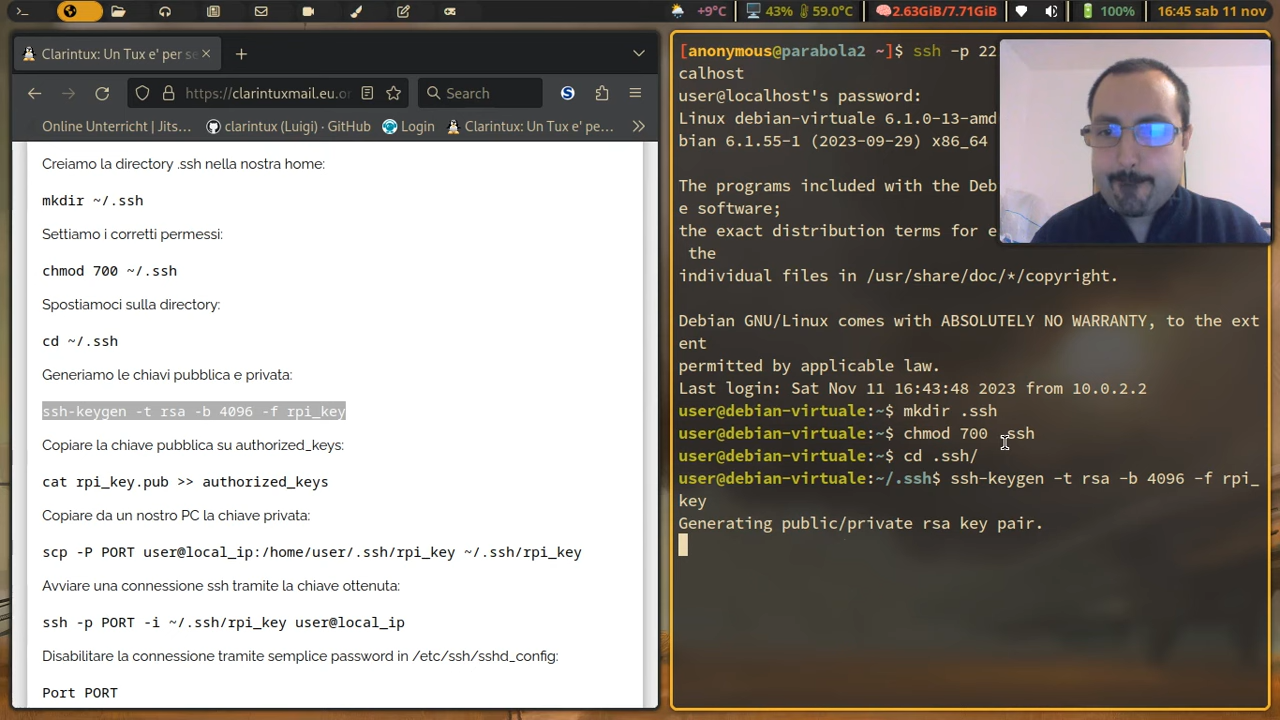 +9°C 43% 59.0°C 2.63GiB/7.71GiB 100% 16:45 sab 11 nov
Clarintux: Un Tux e' per se
https://clarintuxmail.eu.or
Search
Online Unterricht | Jits…
clarintux (Luigi) · GitHub
Login
Clarintux: Un Tux e' pe…
Creiamo la directory .ssh nella nostra home:
mkdir ~/.ssh
Settiamo i corretti permessi:
chmod 700 ~/.ssh
Spostiamoci sulla directory:
cd ~/.ssh
Generiamo le chiavi pubblica e privata:
ssh-keygen -t rsa -b 4096 -f rpi_key
Copiare la chiave pubblica su authorized_keys:
cat rpi_key.pub >> authorized_keys
Copiare da un nostro PC la chiave privata:
scp -P PORT user@local_ip:/home/user/.ssh/rpi_key ~/.ssh/rpi_key
Avviare una connessione ssh tramite la chiave ottenuta:
ssh -p PORT -i ~/.ssh/rpi_key user@local_ip
Disabilitare la connessione tramite semplice password in /etc/ssh/sshd_config:
Port PORT
[anonymous@parabola2 ~]$ ssh -p 22
calhost
user@localhost's password:
Linux debian-virtuale 6.1.0-13-amd
bian 6.1.55-1 (2023-09-29) x86_64
The programs included with the Deb
e software;
the exact distribution terms for e
the
individual files in /usr/share/doc/*/copyright.
Debian GNU/Linux comes with ABSOLUTELY NO WARRANTY, to the ext
ent
permitted by applicable law.
Last login: Sat Nov 11 16:43:48 2023 from 10.0.2.2
user@debian-virtuale:~$ mkdir .ssh
user@debian-virtuale:~$ chmod 700 .ssh
user@debian-virtuale:~$ cd .ssh/
user@debian-virtuale:~/.ssh$ ssh-keygen -t rsa -b 4096 -f rpi_
key
Generating public/private rsa key pair.